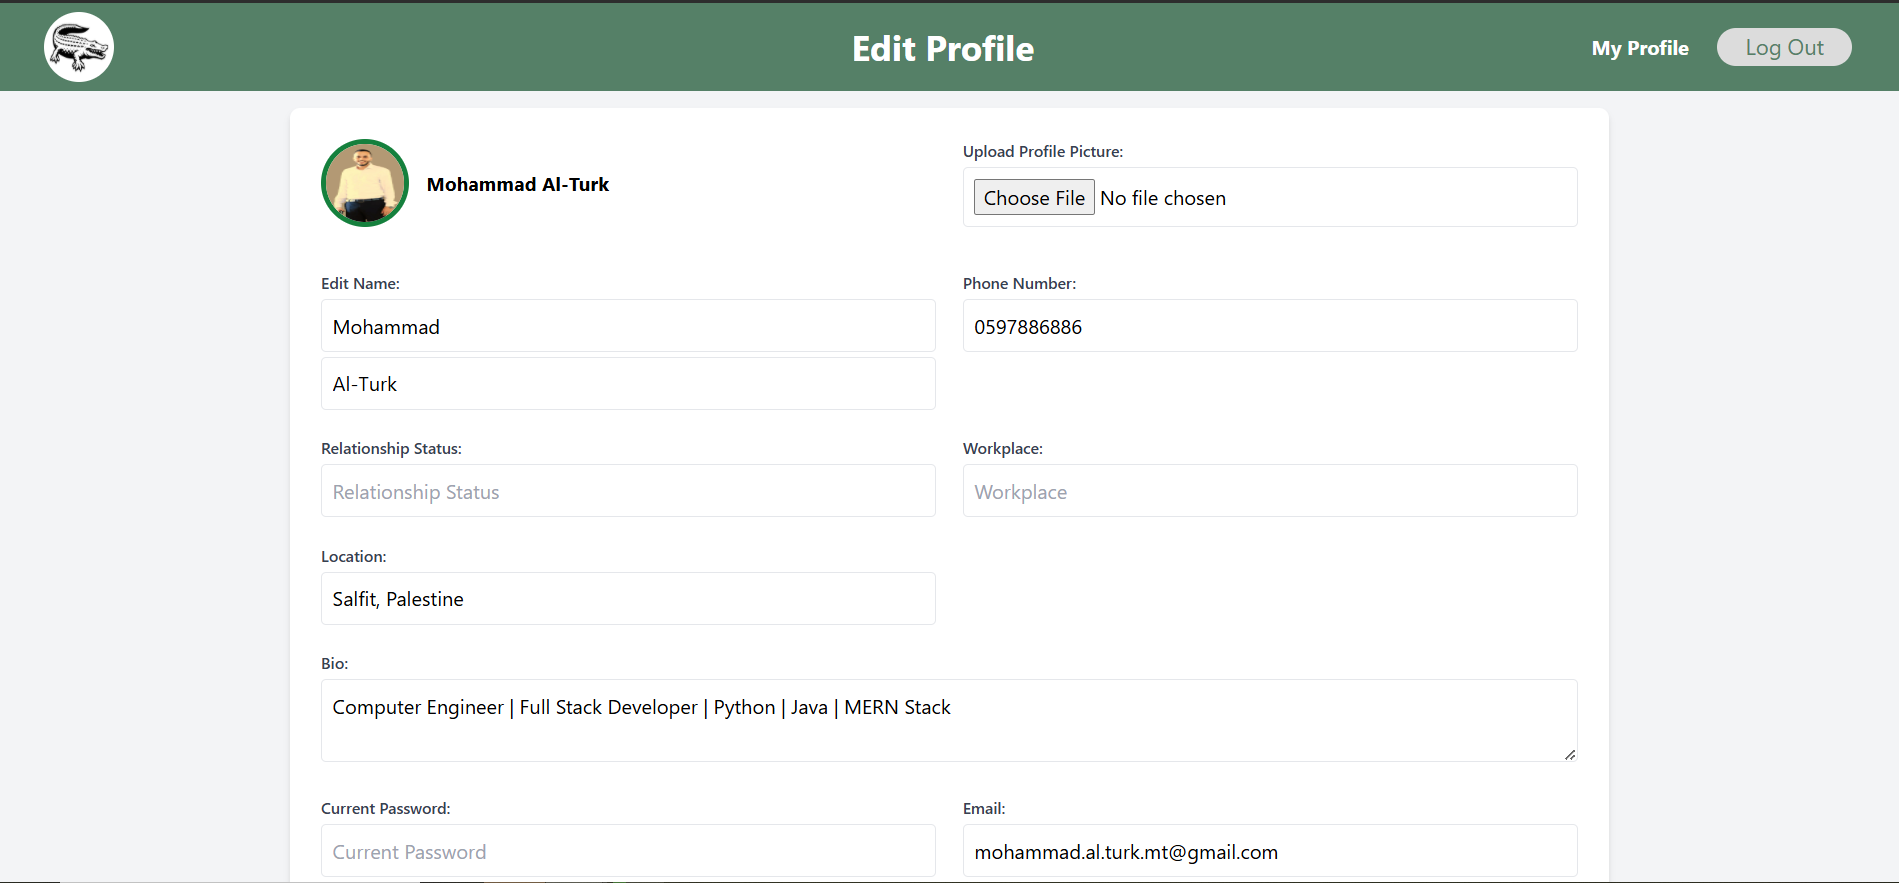 Edit Profile
My Profile
Log Out
Mohammad Al-Turk
Upload Profile Picture:
Choose File No file chosen
Edit Name:
Mohammad
Al-Turk
Phone Number:
0597886886
Relationship Status:
Relationship Status
Workplace:
Workplace
Location:
Salfit, Palestine
Bio:
Computer Engineer | Full Stack Developer | Python | Java | MERN Stack
Current Password:
Current Password
Email:
mohammad.al.turk.mt@gmail.com